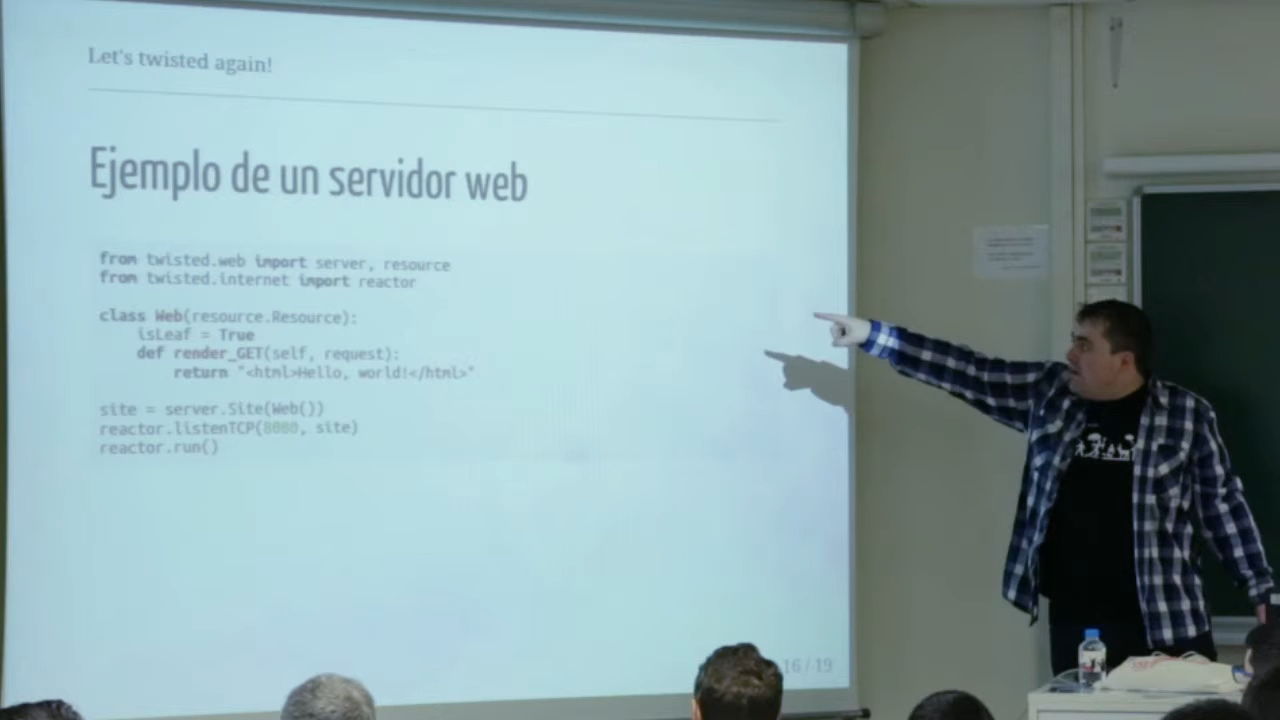 Let's twisted again!
Ejemplo de un servidor web
from twisted.web import server, resource
from twisted.internet import reactor
class Web(resource.Resource):
    isLeaf = True
    def render_GET(self, request):
        return "<html>Hello, world!</html>"
site = server.Site(Web())
reactor.listenTCP(8080, site)
reactor.run()
16 / 19